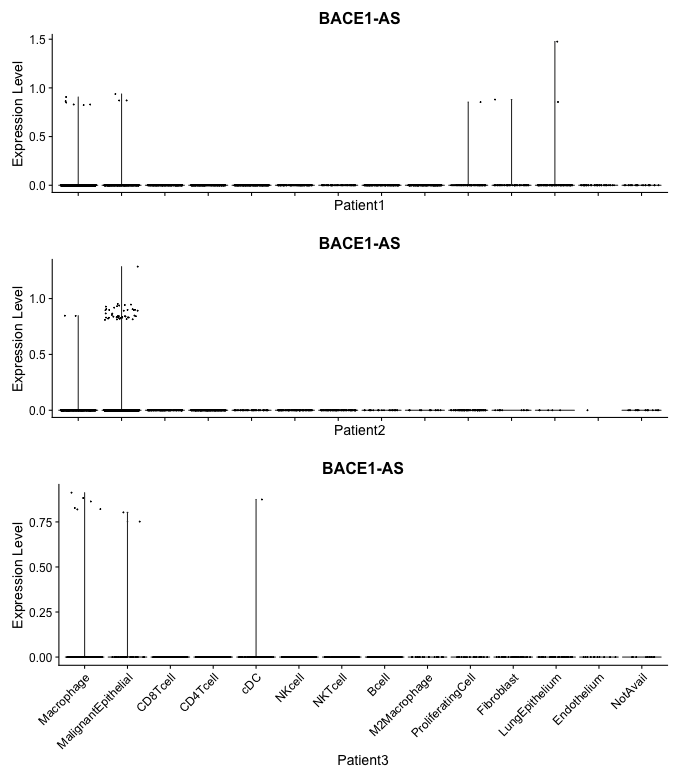 BACE1-AS
Expression Level
1.5
1.0
0.5
0.0
Patient1
BACE1-AS
Expression Level
1.0
0.5
0.0
Patient2
BACE1-AS
Expression Level
0.75
0.50
0.25
0.00
Macrophage
MalignantEpithelial
CD8Tcell
CD4Tcell
cDC
NKcell
NKTcell
Bcell
M2Macrophage
ProliferatingCell
Fibroblast
LungEpithelium
Endothelium
NotAvail
Patient3